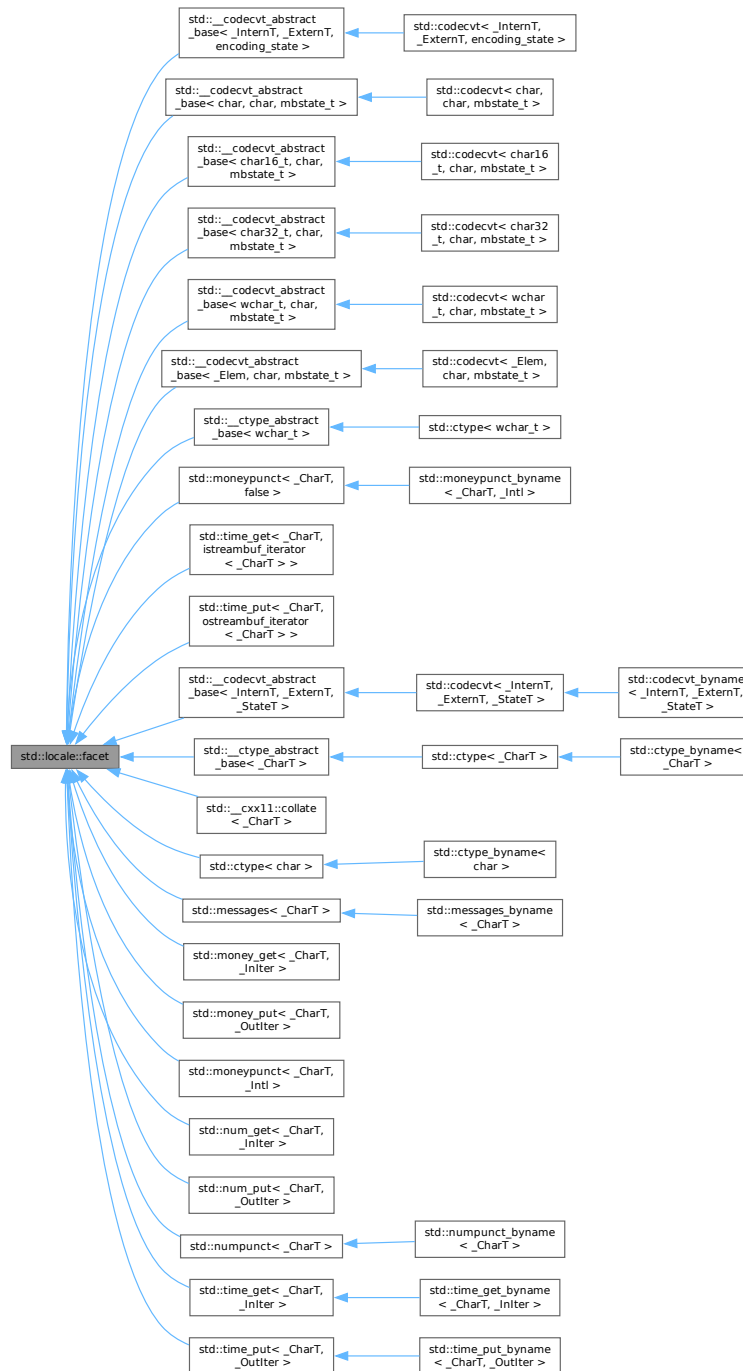 std::__codecvt_abstract
_base< _InternT, _ExternT,
encoding_state >
std::codecvt< _InternT,
_ExternT, encoding_state >
std::__codecvt_abstract
_base< char, char, mbstate_t >
std::codecvt< char,
char, mbstate_t >
std::__codecvt_abstract
_base< char16_t, char,
mbstate_t >
std::codecvt< char16
_t, char, mbstate_t >
std::__codecvt_abstract
_base< char32_t, char,
mbstate_t >
std::codecvt< char32
_t, char, mbstate_t >
std::__codecvt_abstract
_base< wchar_t, char,
mbstate_t >
std::codecvt< wchar
_t, char, mbstate_t >
std::__codecvt_abstract
_base< _Elem, char, mbstate_t >
std::codecvt< _Elem,
char, mbstate_t >
std::__ctype_abstract
_base< wchar_t >
std::ctype< wchar_t >
std::moneypunct< _CharT,
false >
std::moneypunct_byname
< _CharT, _Intl >
std::time_get< _CharT,
istreambuf_iterator
< _CharT > >
std::time_put< _CharT,
ostreambuf_iterator
< _CharT > >
std::__codecvt_abstract
_base< _InternT, _ExternT,
_StateT >
std::codecvt< _InternT,
_ExternT, _StateT >
std::codecvt_byname
< _InternT, _ExternT,
_StateT >
std::locale::facet
std::__ctype_abstract
_base< _CharT >
std::ctype< _CharT >
std::ctype_byname<
_CharT >
std::__cxx11::collate
< _CharT >
std::ctype< char >
std::ctype_byname<
char >
std::messages< _CharT >
std::messages_byname
< _CharT >
std::money_get< _CharT,
_InIter >
std::money_put< _CharT,
_OutIter >
std::moneypunct< _CharT,
_Intl >
std::num_get< _CharT,
_InIter >
std::num_put< _CharT,
_OutIter >
std::numpunct< _CharT >
std::numpunct_byname
< _CharT >
std::time_get< _CharT,
_InIter >
std::time_get_byname
< _CharT, _InIter >
std::time_put< _CharT,
_OutIter >
std::time_put_byname
< _CharT, _OutIter >